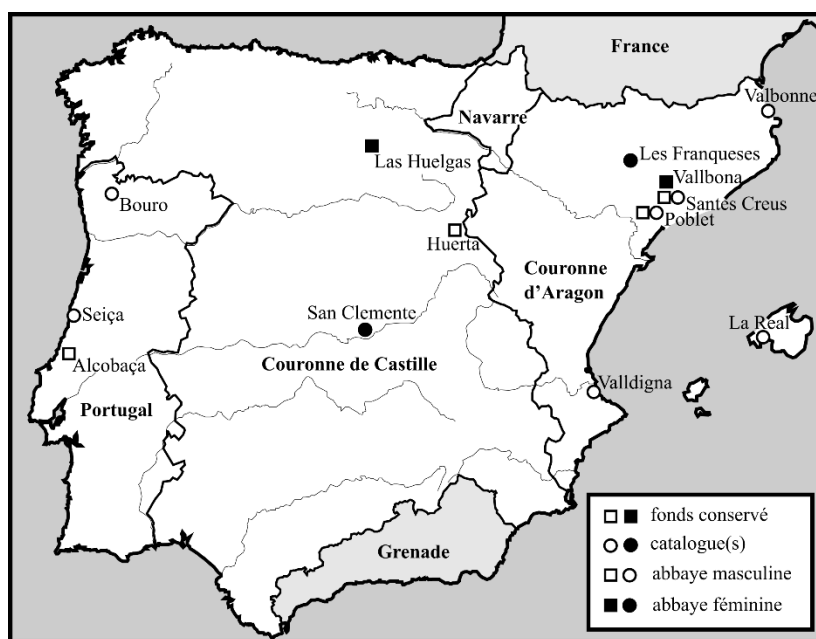 France
Valbonne
Navarre
Las Huelgas
Les Franqueses
Vallbona
Santes Creus
Poblet
Bouro
Huerta
Couronne
d'Aragon
Seiça
San Clemente
La Real
Alcobaça
Couronne de Castille
Valldigna
Portugal
Grenade
fonds conservé
catalogue(s)
abbaye masculine
abbaye féminine